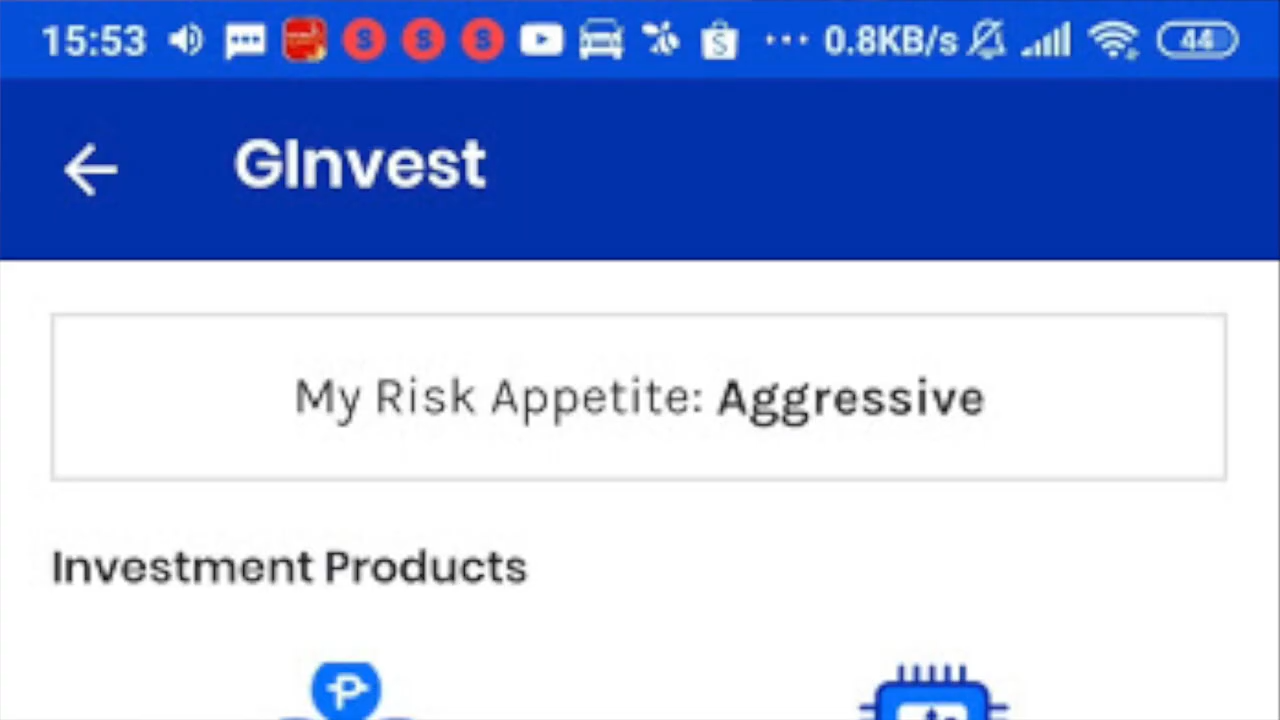 15:53 0.8KB/s 44
GInvest
My Risk Appetite: Aggressive
Investment Products